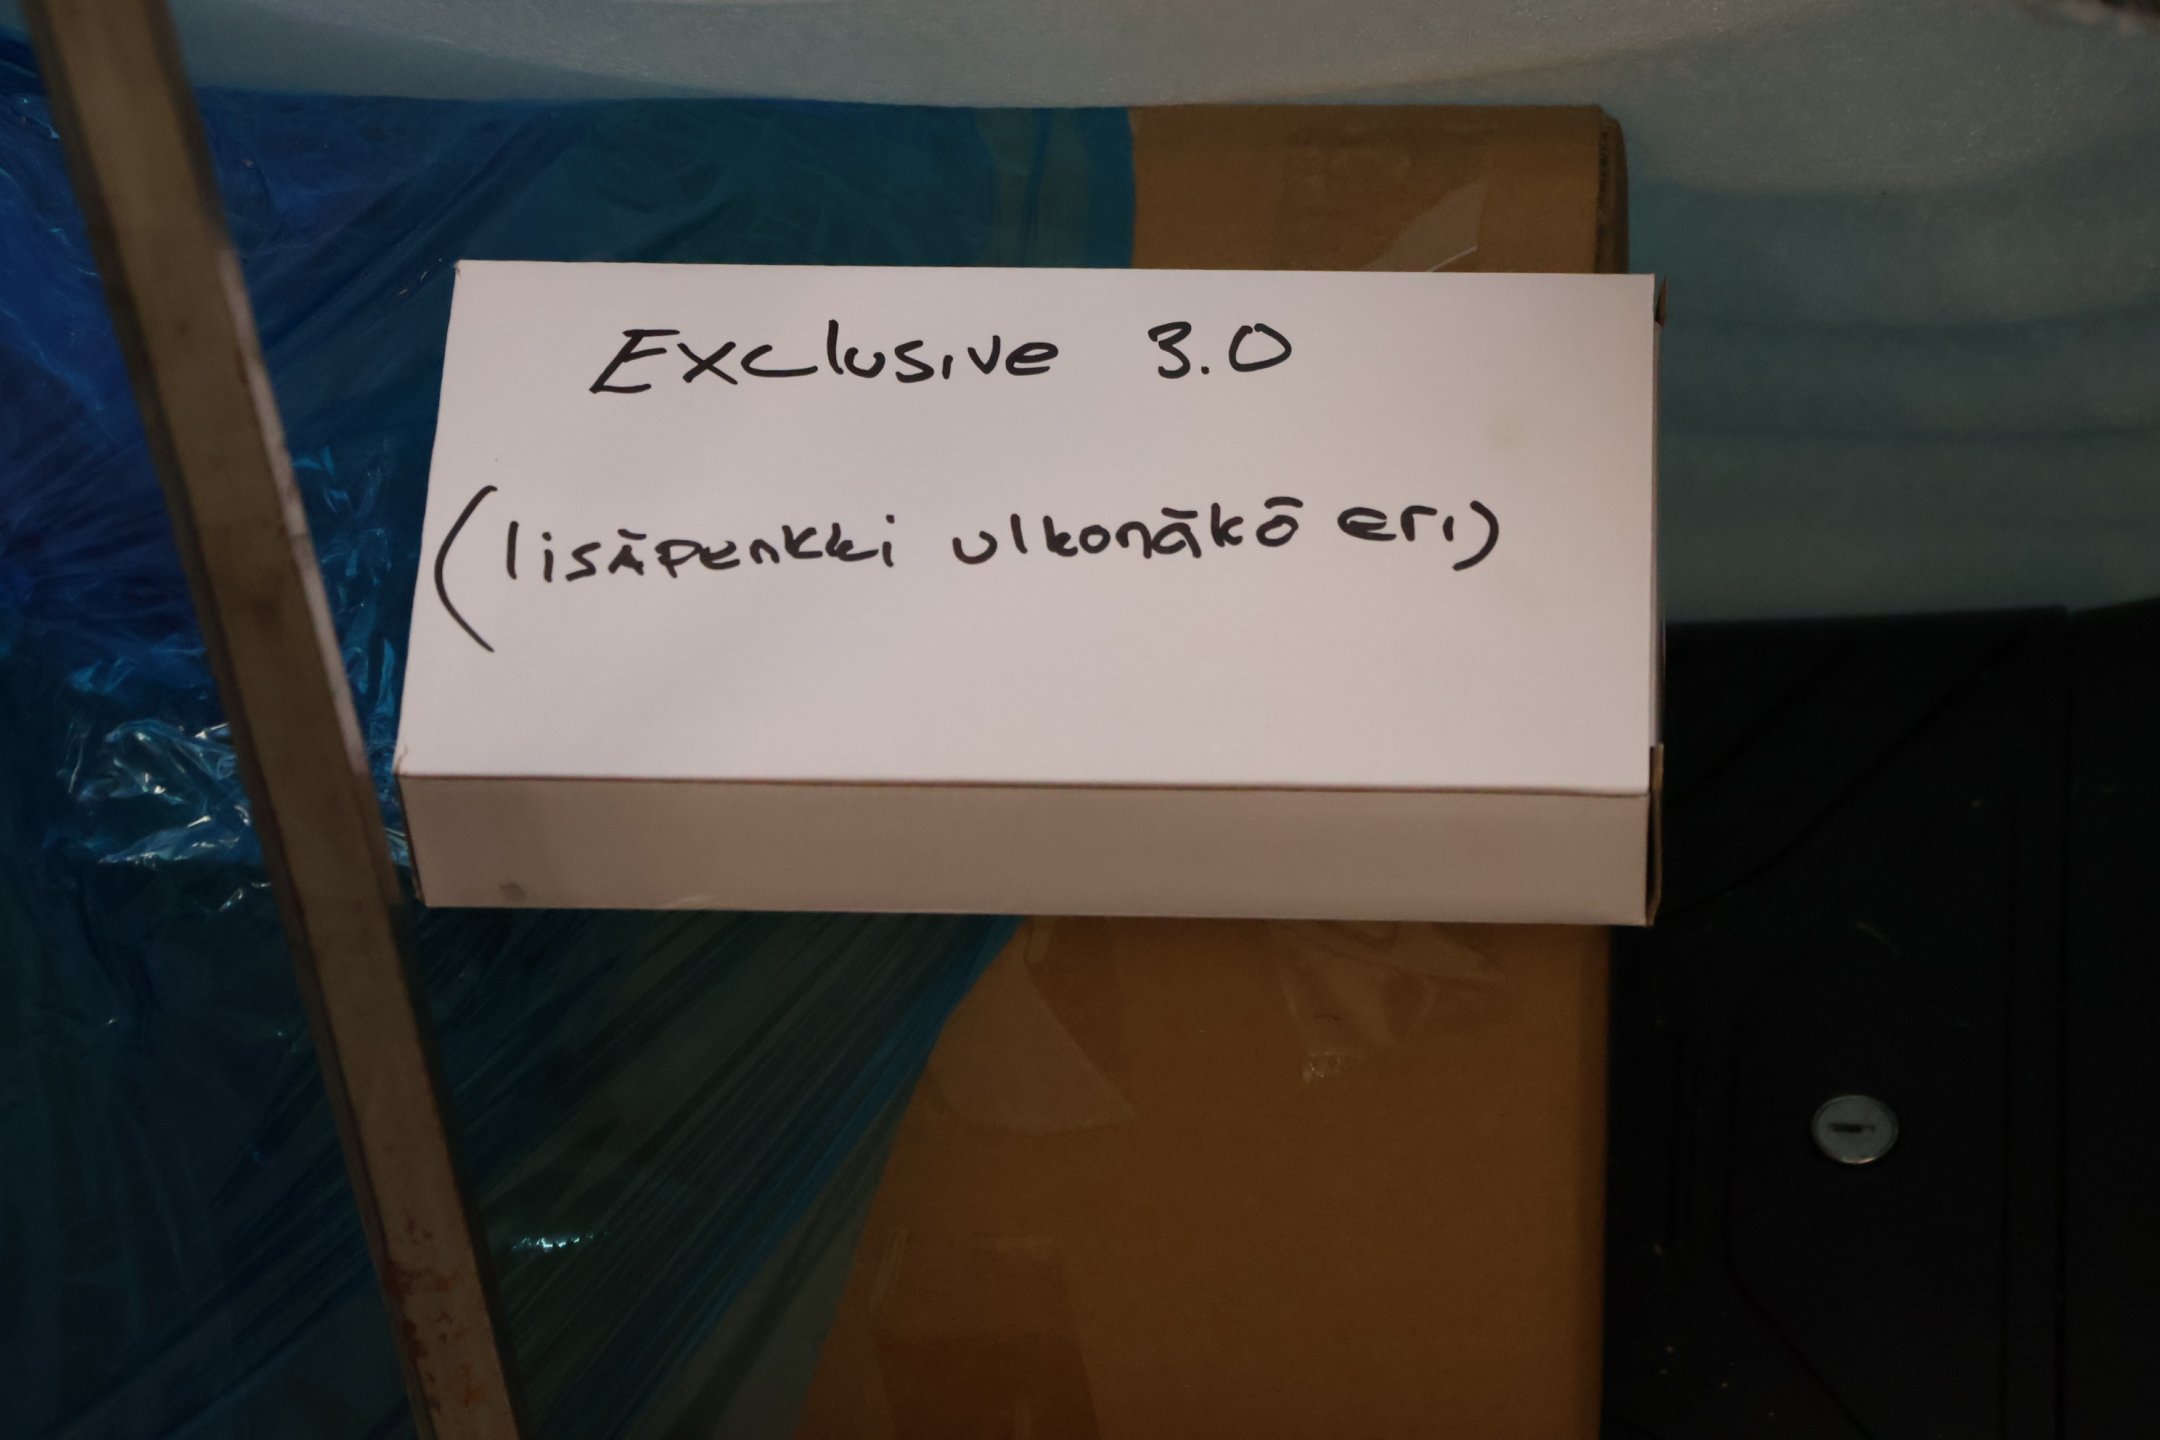 Exclusive 3.0
(lisäpenkki ulkonäkö eri)